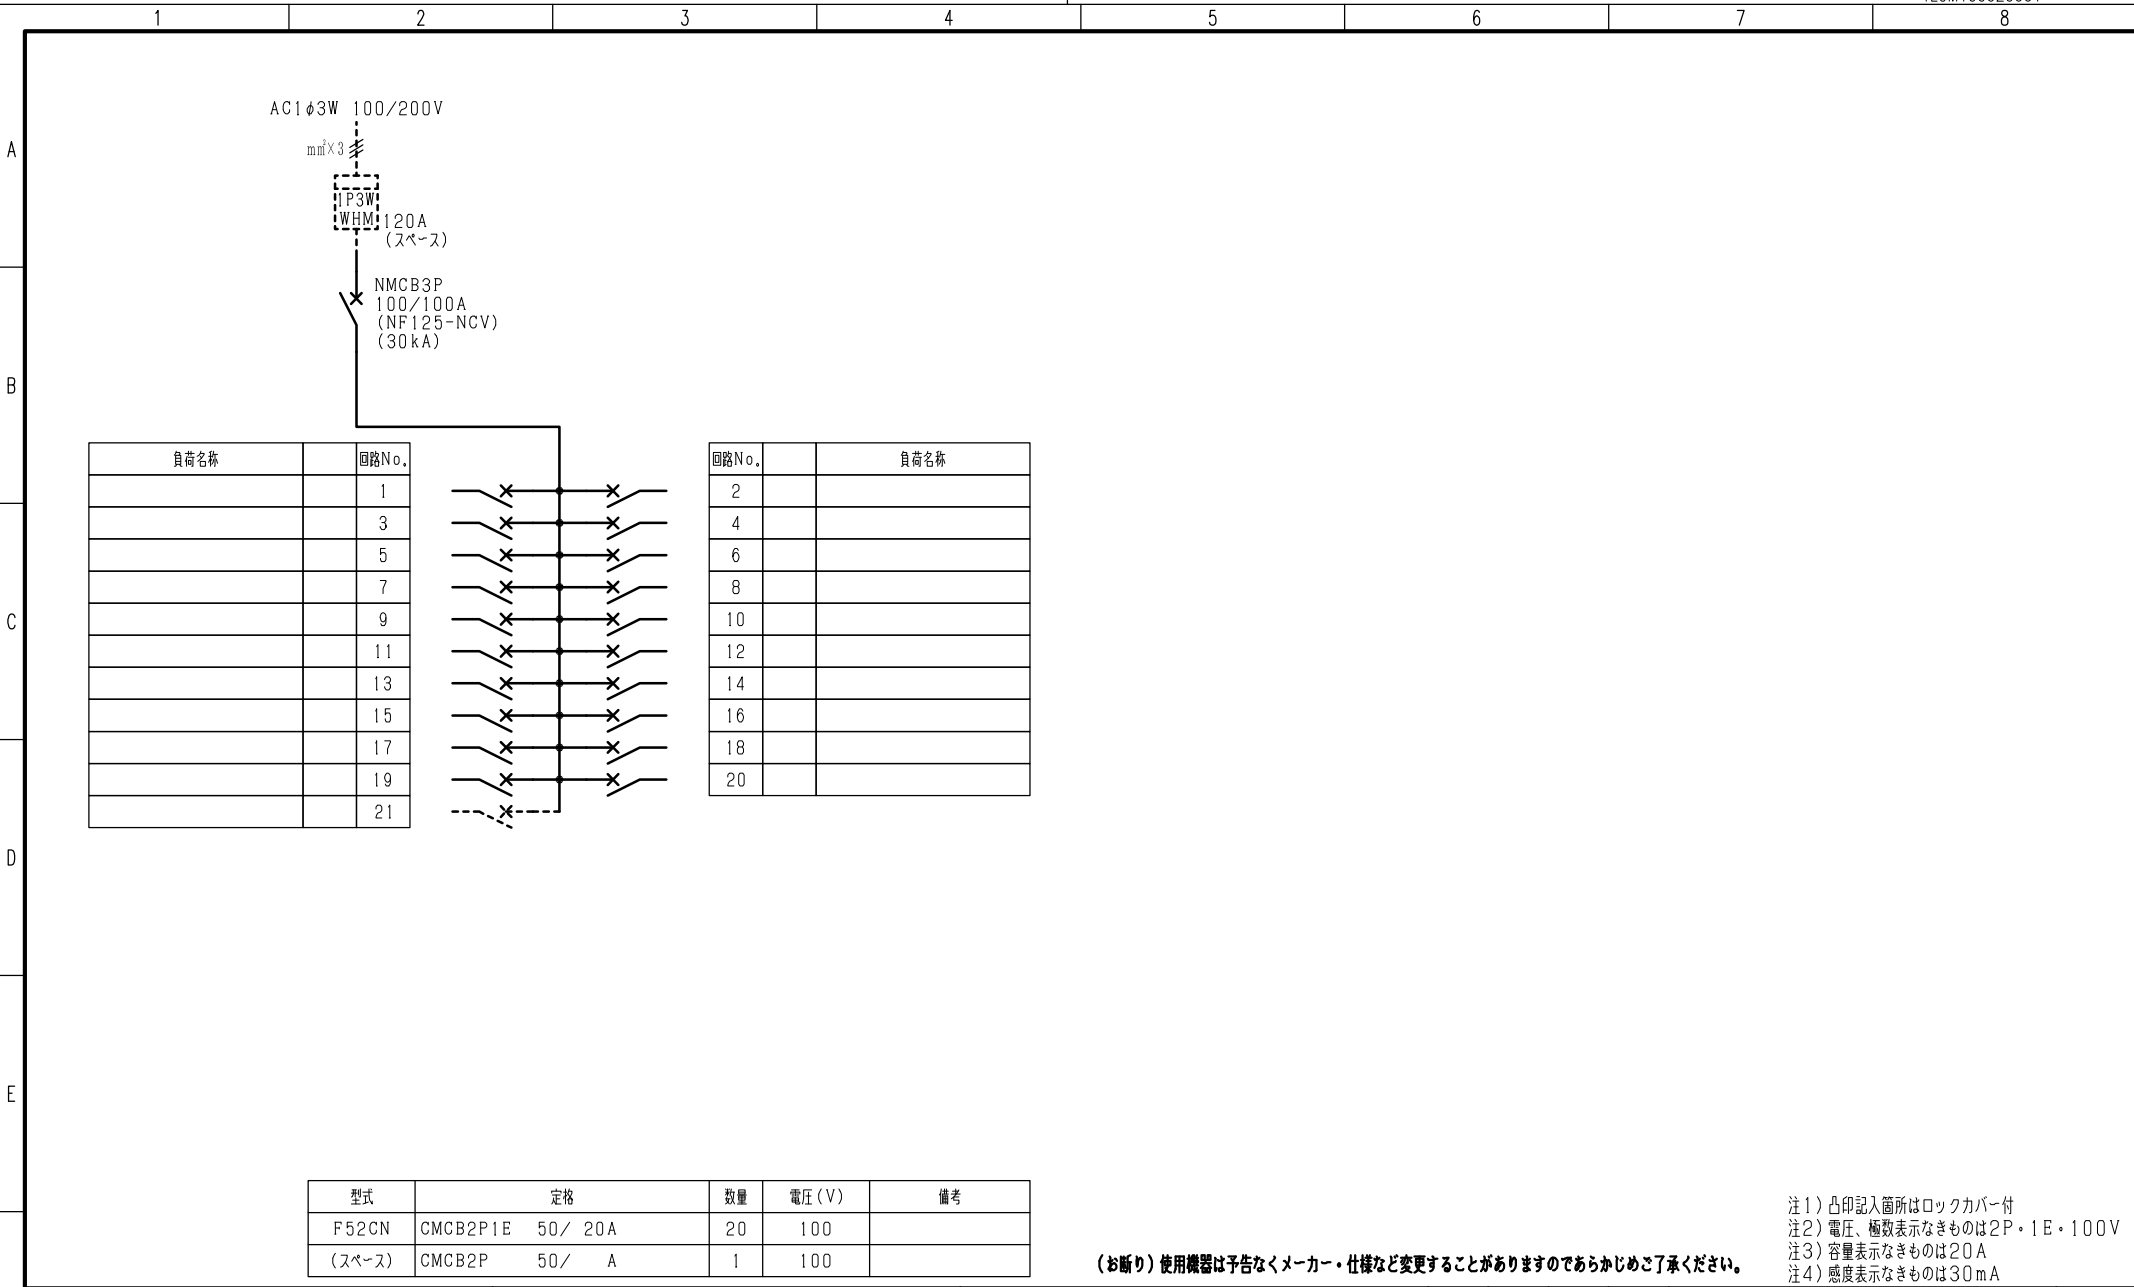 1 2 3 4 5 6 7 8
A
B
C
D
E
AC1φ3W 100/200V
mm²×3
1P3W
WHM
120A
(スペース)
NMCB3P
100/100A
(NF125-NCV)
(30kA)
負荷名称 回路No. 回路No. 負荷名称
1 2
3 4
5 6
7 8
9 10
11 12
13 14
15 16
17 18
19 20
21
型式 定格 数量 電圧(V) 備考
F52CN CMCB2P1E 50/ 20A 20 100
(スペース) CMCB2P 50/ A 1 100
(お断り)使用機器は予告なくメーカー・仕様など変更することがありますのであらかじめご了承ください。
注1)凸印記入箇所はロックカバー付
注2)電圧、極数表示なきものは2P・1E・100V
注3)容量表示なきものは20A
注4)感度表示なきものは30mA